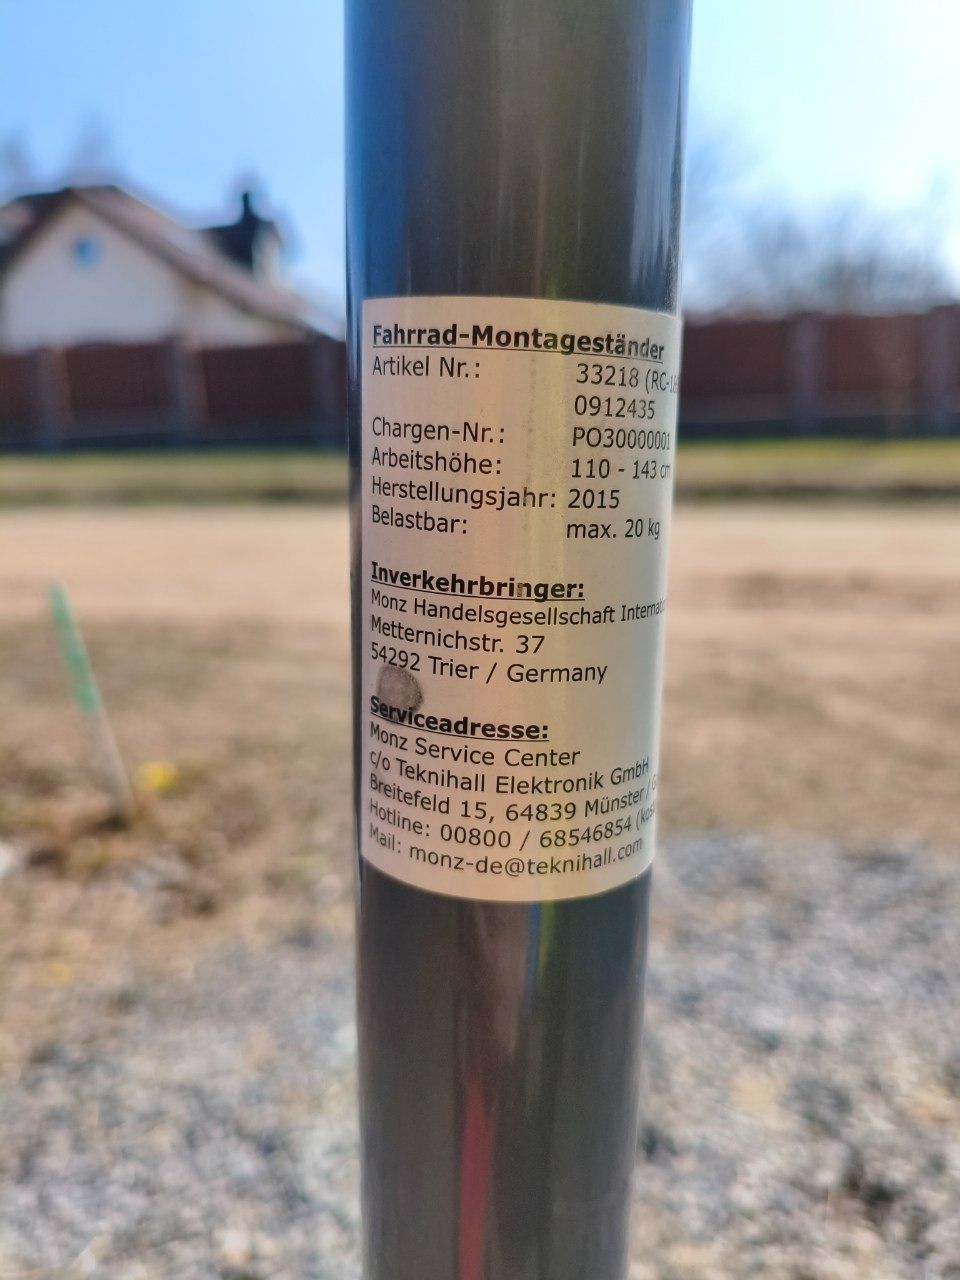 Fahrrad-Montageständer
Artikel Nr.: 33218
0912435
Chargen-Nr.: PO30000001
Arbeitshöhe: 110 - 143 cm
Herstellungsjahr: 2015
Belastbar: max. 20 kg
Inverkehrbringer:
Monz Handelsgesellschaft
Metternichstr. 37
54292 Trier / Germany
Serviceadresse:
Monz Service Center
c/o Teknihall Elektronik GmbH
Breitefeld 15, 64839 Münster /
Hotline: 00800 / 68546854
Mail: monz-de@teknihall.com